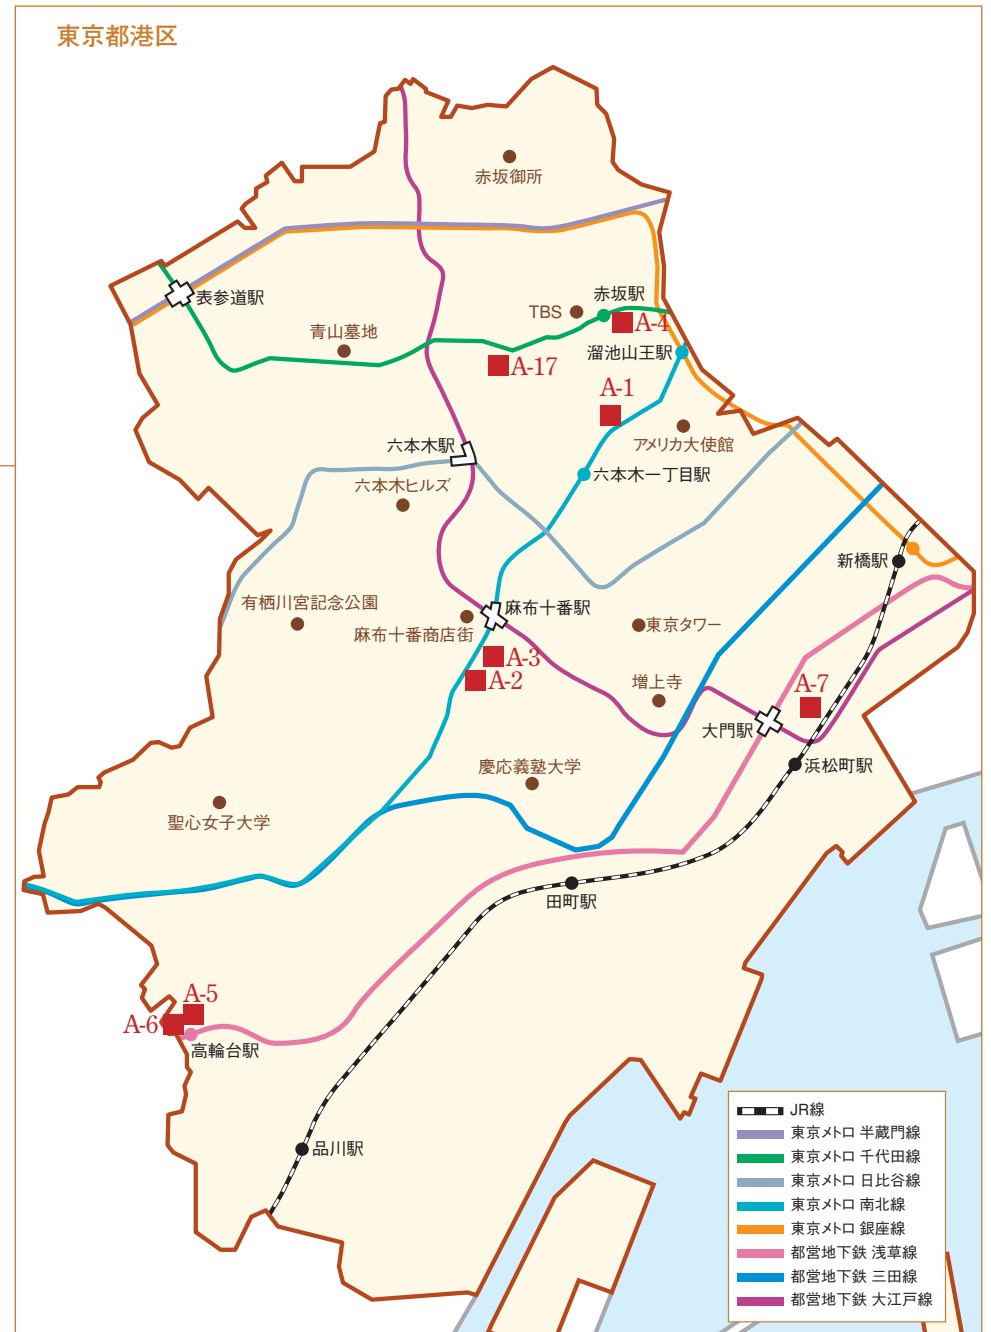 東京都港区
赤坂御所
表参道駅
赤坂駅
TBS
A-4
青山墓地
溜池山王駅
A-17
A-1
アメリカ大使館
六本木駅
六本木一丁目駅
六本木ヒルズ
新橋駅
有栖川宮記念公園
麻布十番駅
麻布十番商店街
東京タワー
A-3
A-2
増上寺
A-7
大門駅
浜松町駅
慶応義塾大学
聖心女子大学
田町駅
A-5
A-6
高輪台駅
品川駅
JR線
東京メトロ 半蔵門線
東京メトロ 千代田線
東京メトロ 日比谷線
東京メトロ 南北線
東京メトロ 銀座線
都営地下鉄 浅草線
都営地下鉄 三田線
都営地下鉄 大江戸線